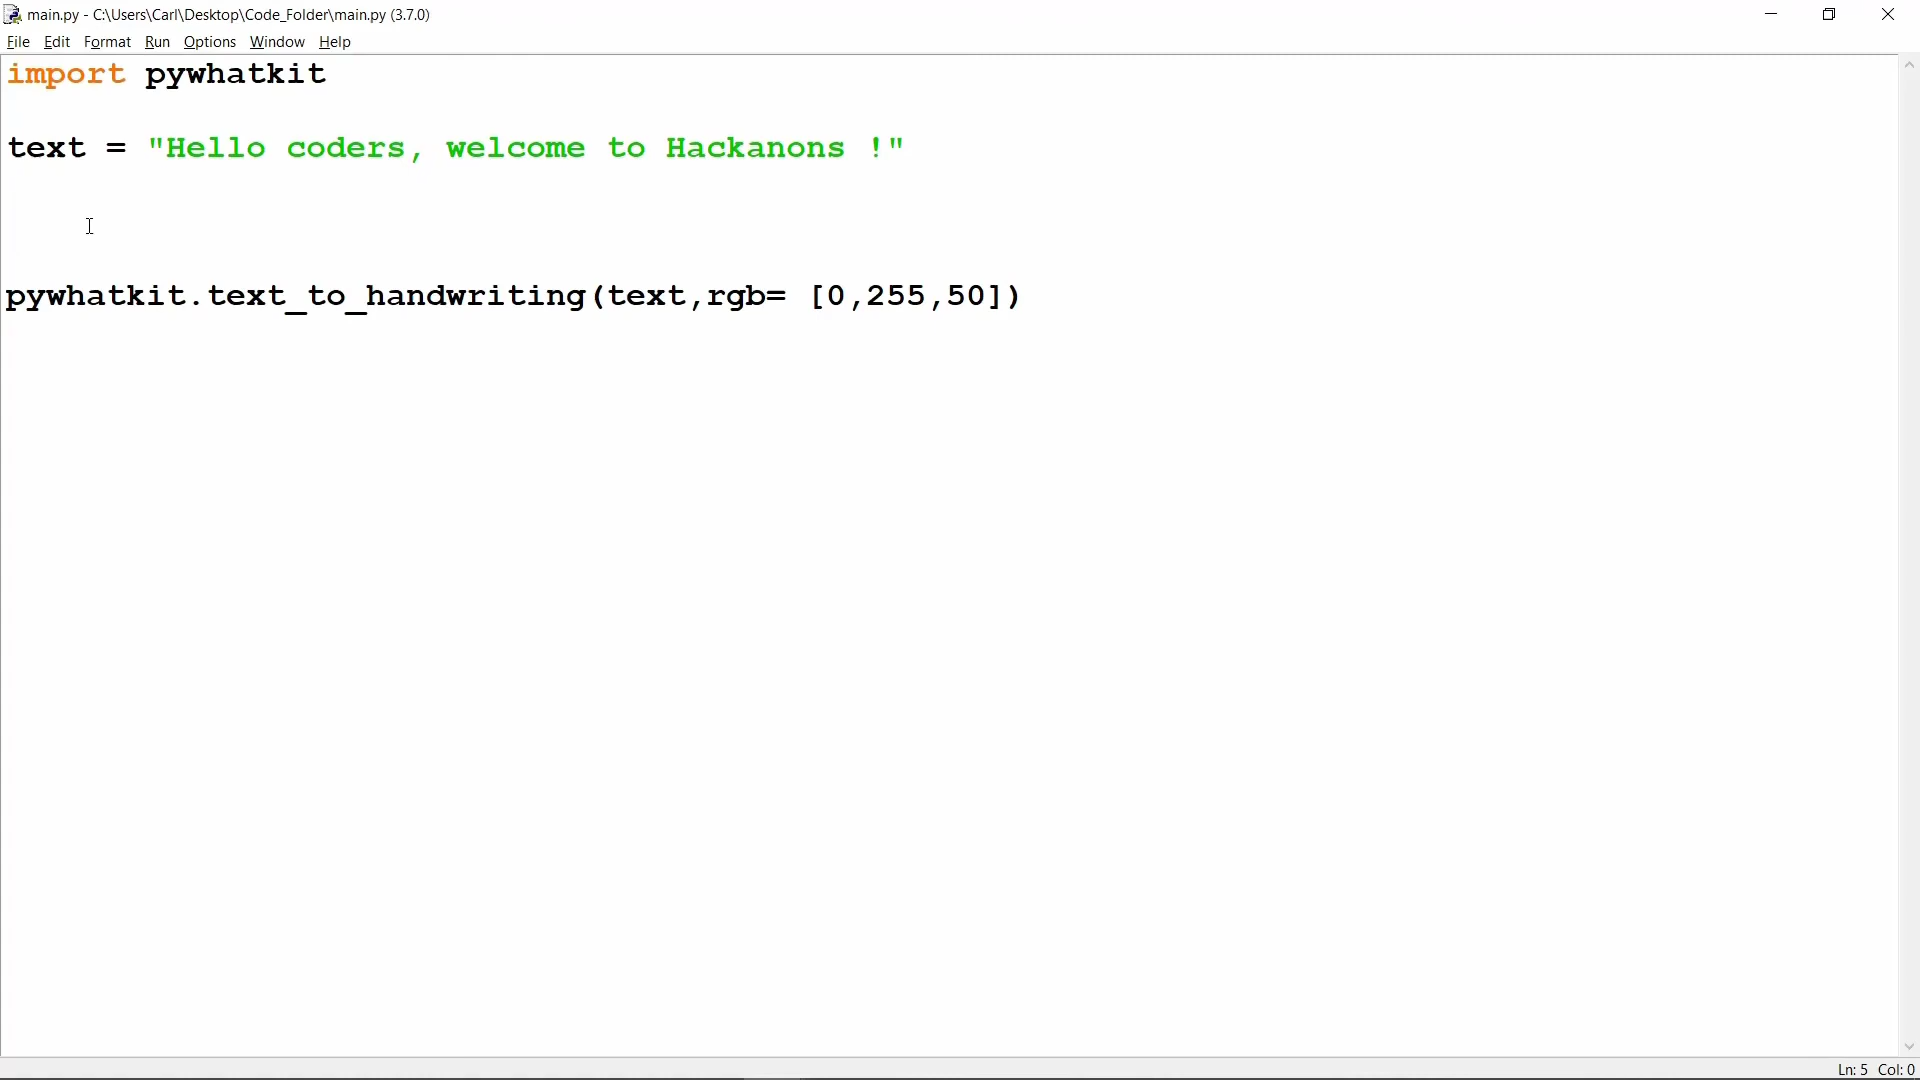 main.py - C:\Users\Carl\Desktop\Code_Folder\main.py (3.7.0)
File Edit Format Run Options Window Help
import pywhatkit
text = "Hello coders, welcome to Hackanons !"
pywhatkit.text_to_handwriting(text,rgb= [0,255,50])
Ln: 5 Col: 0